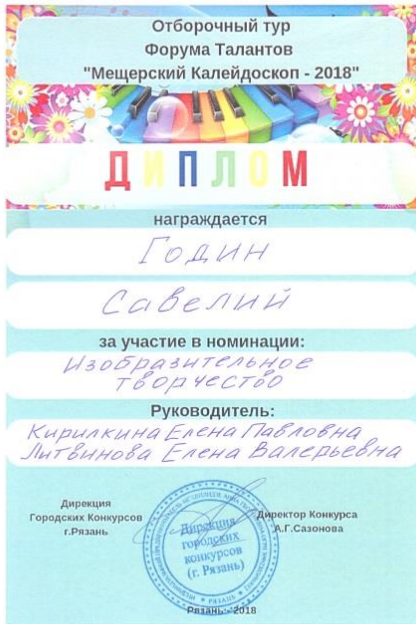 Отборочный тур
Форума Талантов
"Мещерский Калейдоскоп - 2018"
ДИПЛОМ
награждается
Годин
Савелий
за участие в номинации:
Изобразительное
творчество
Руководитель:
Кирилкина Елена Павловна
Литвинова Елена Валерьевна
Дирекция
Городских Конкурсов
г.Рязань
Дирекция
городских
конкурсов
(г. Рязань)
Директор Конкурса
А.Г.Сазонова
Рязань - 2018